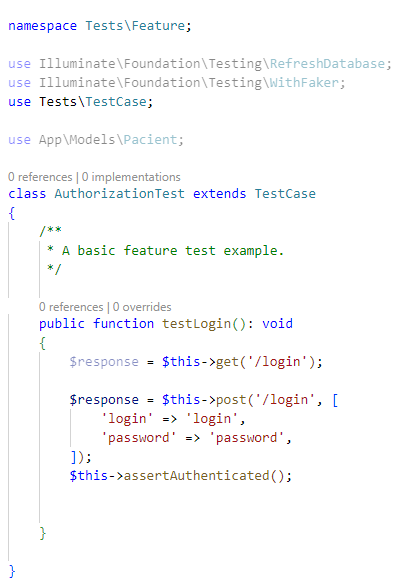 namespace Tests\Feature;
use Illuminate\Foundation\Testing\RefreshDatabase;
use Illuminate\Foundation\Testing\WithFaker;
use Tests\TestCase;
use App\Models\Pacient;
0 references | 0 implementations
class AuthorizationTest extends TestCase
{
/**
* A basic feature test example.
*/
0 references | 0 overrides
public function testLogin(): void
{
$response = $this->get('/login');
$response = $this->post('/login', [
'login' => 'login',
'password' => 'password',
]);
$this->assertAuthenticated();
}
}